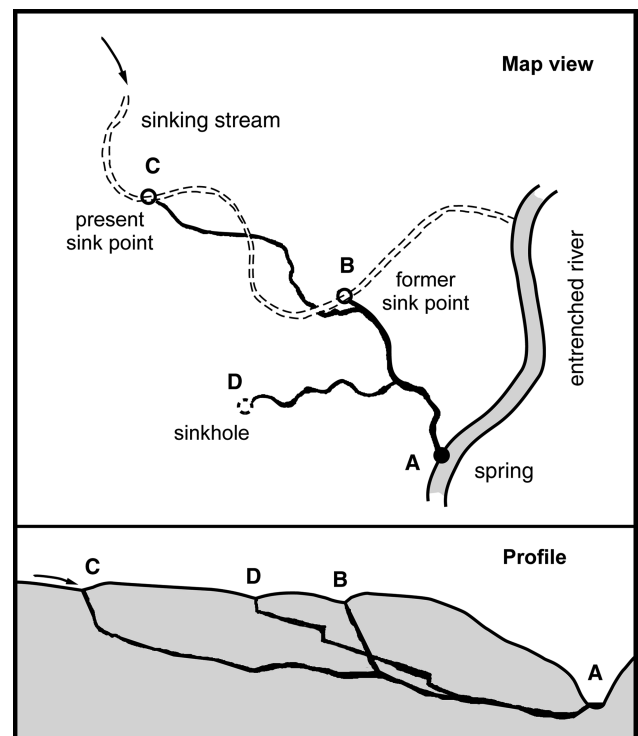 Map view
sinking stream
C
present
sink point
B
former
sink point
entrenched river
D
sinkhole
A
spring
Profile
C
D
B
A